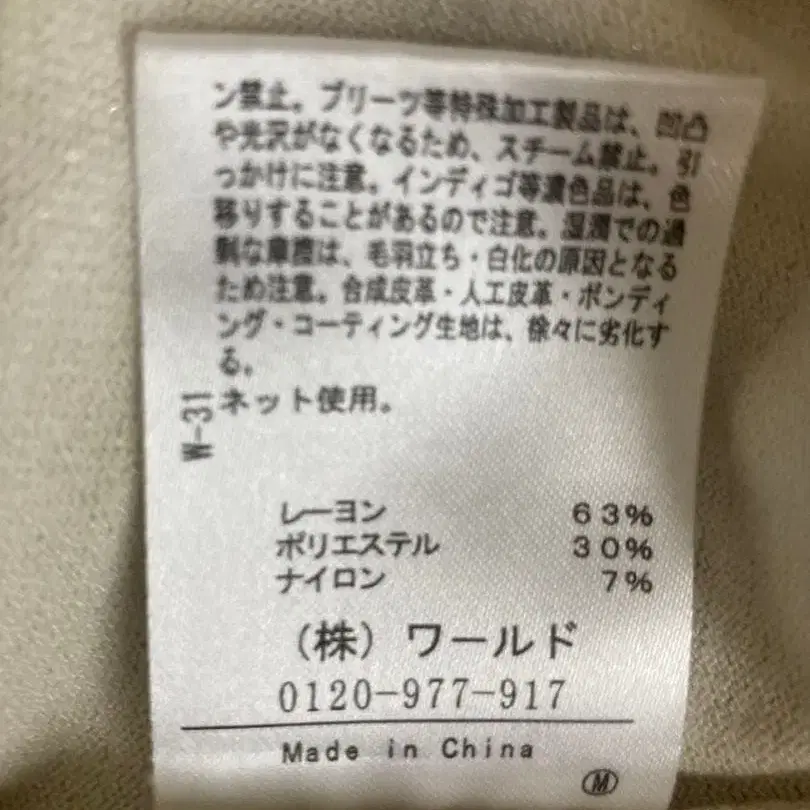 ン禁止。プリーツ等特殊加工製品は、凹凸
や光沢がなくなるため、スチーム禁止。引
っかけに注意。インディゴ等濃色品は、色
移りすることがあるので注意。湿潤での過
剰な摩擦は、毛羽立ち・白化の原因となる
ため注意。合成皮革・人工皮革・ボンディ
ング・コーティング生地は、徐々に劣化す
る。
ネット使用。
W-31
レーヨン 63%
ポリエステル 30%
ナイロン 7%
(株) ワールド
0120-977-917
Made in China
M